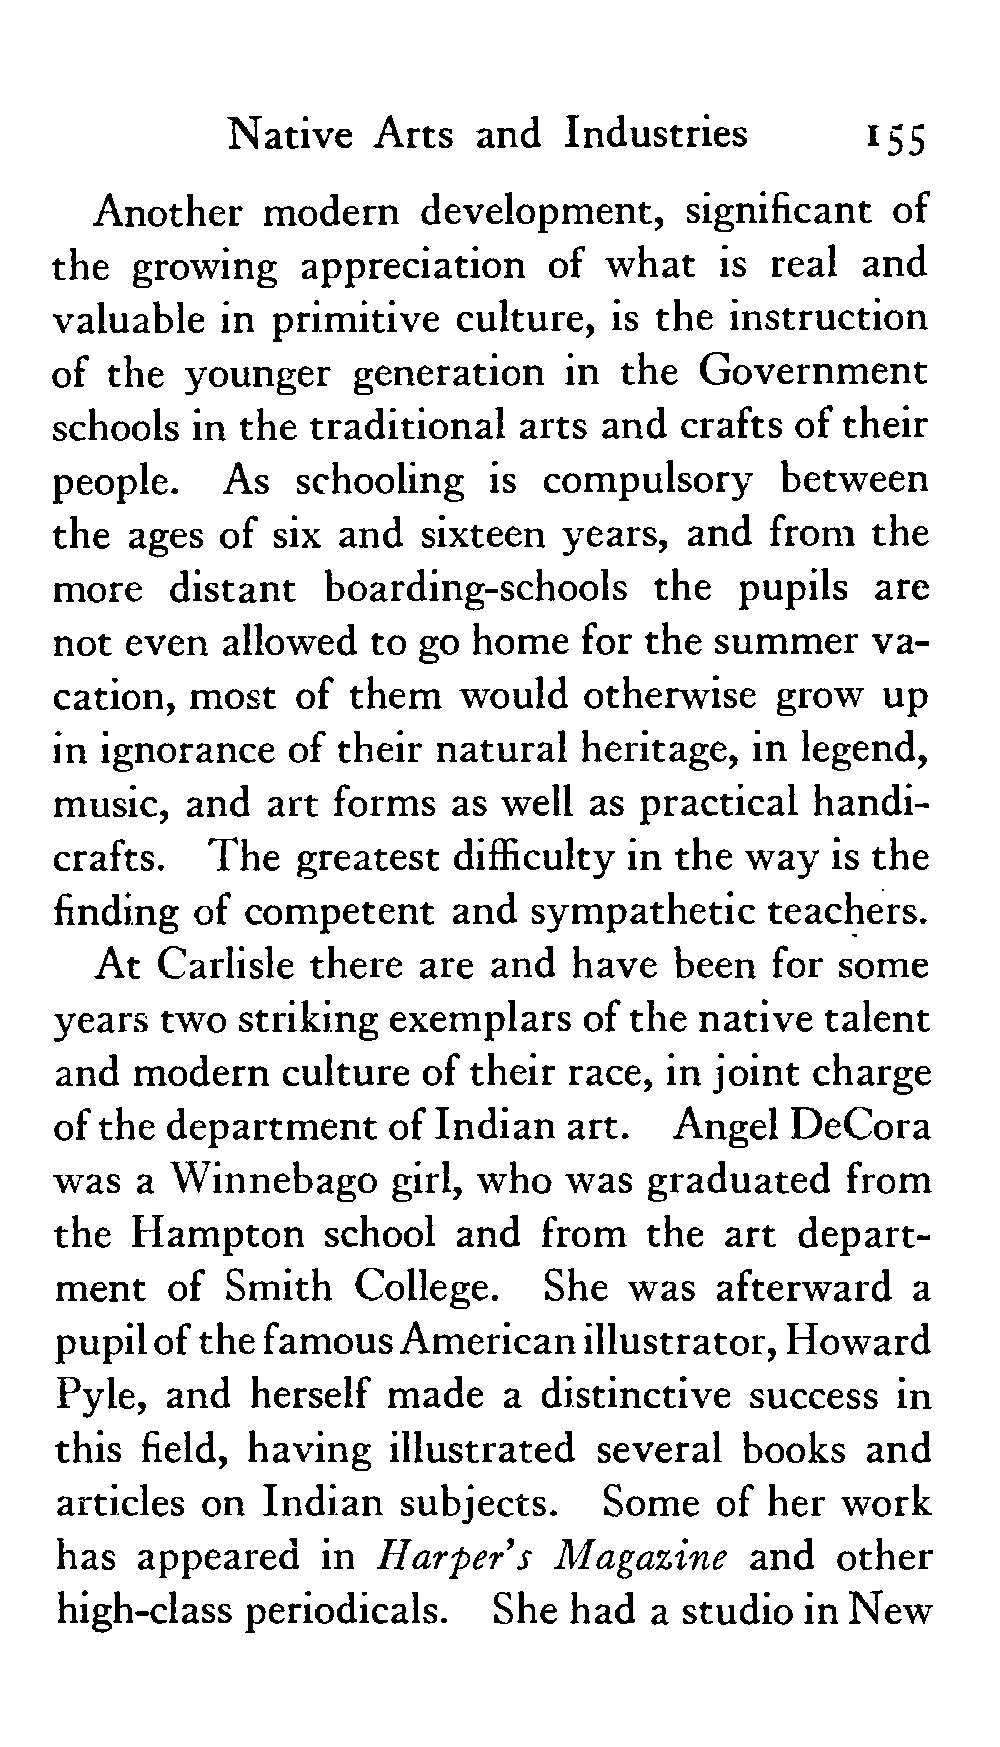 Native Arts and Industries 155
Another modern development, significant of
the growing appreciation of what is real and
valuable in primitive culture, is the instruction
of the younger generation in the Government
schools in the traditional arts and crafts of their
people. As schooling is compulsory between
the ages of six and sixteen years, and from the
more distant boarding-schools the pupils are
not even allowed to go home for the summer va-
cation, most of them would otherwise grow up
in ignorance of their natural heritage, in legend,
music, and art forms as well as practical handi-
crafts. The greatest difficulty in the way is the
finding of competent and sympathetic teachers.
At Carlisle there are and have been for some
years two striking exemplars of the native talent
and modern culture of their race, in joint charge
of the department of Indian art. Angel DeCora
was a Winnebago girl, who was graduated from
the Hampton school and from the art depart-
ment of Smith College. She was afterward a
pupil of the famous American illustrator, Howard
Pyle, and herself made a distinctive success in
this field, having illustrated several books and
articles on Indian subjects. Some of her work
has appeared in Harper's Magazine and other
high-class periodicals. She had a studio in New